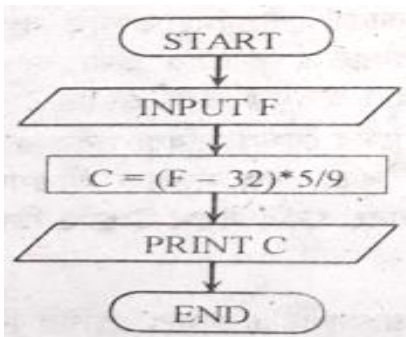 START
INPUT F
C = (F – 32)*5/9
PRINT C
END